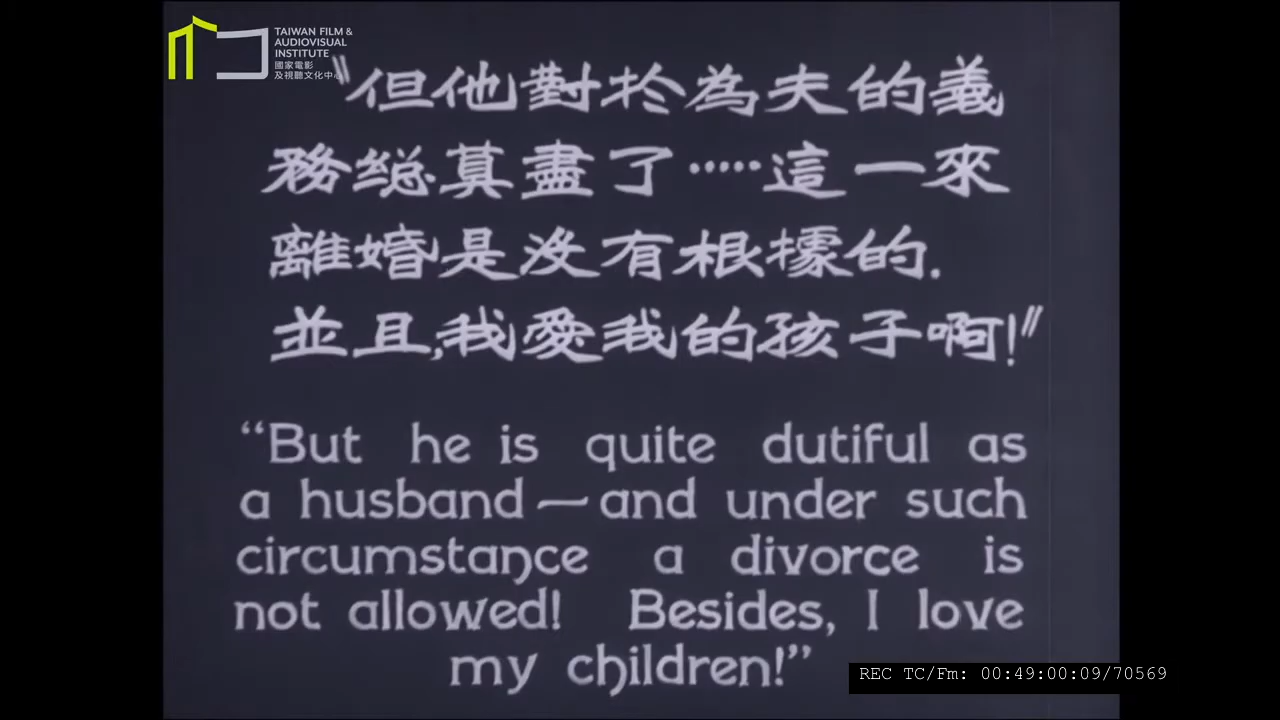 TAIWAN FILM &
AUDIOVISUAL
INSTITUTE
國家電影
及視聽文化中心
"但他對於為夫的義
務総算盡了……這一來
離婚是没有根據的.
並且,我愛我的孩子啊!"
“But he is quite dutiful as
a husband—and under such
circumstance a divorce is
not allowed! Besides, I love
my children!”
REC TC/Fm: 00:49:00:09/70569